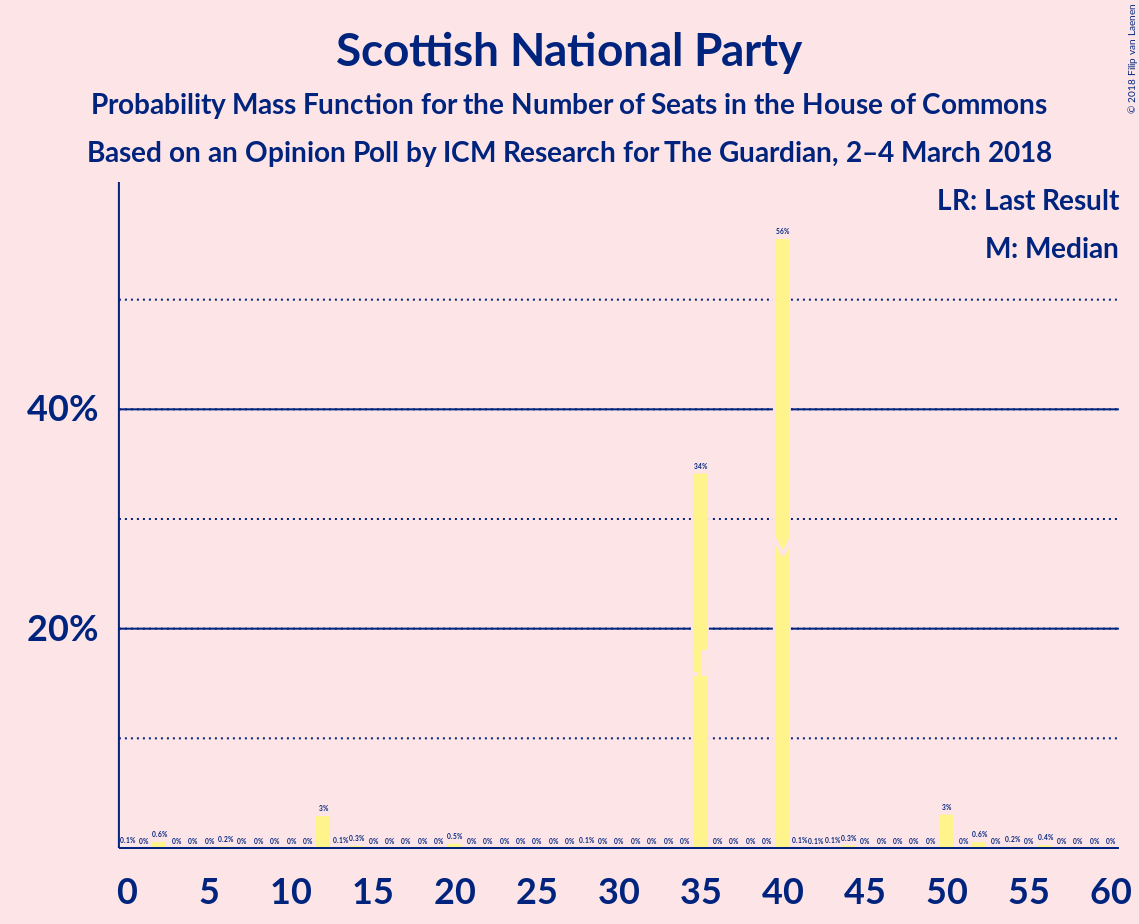 Scottish National Party
Probability Mass Function for the Number of Seats in the House of Commons
Based on an Opinion Poll by ICM Research for The Guardian, 2–4 March 2018
© 2018 Filip van Laenen
LR: Last Result
M: Median
40%
20%
0.1% 0% 0.6% 0% 0% 0% 0.2% 0% 0% 0% 0% 0% 3% 0.1% 0.3% 0% 0% 0% 0% 0% 0.5% 0% 0% 0% 0% 0% 0% 0% 0.1% 0% 0% 0% 0% 0% 0% 34% 0% 0% 0% 0% 56% 0.1% 0.1% 0.1% 0.3% 0% 0% 0% 0% 0% 3% 0% 0.6% 0% 0.2% 0% 0.4% 0% 0% 0% 0%
0 5 10 15 20 25 30 35 40 45 50 55 60